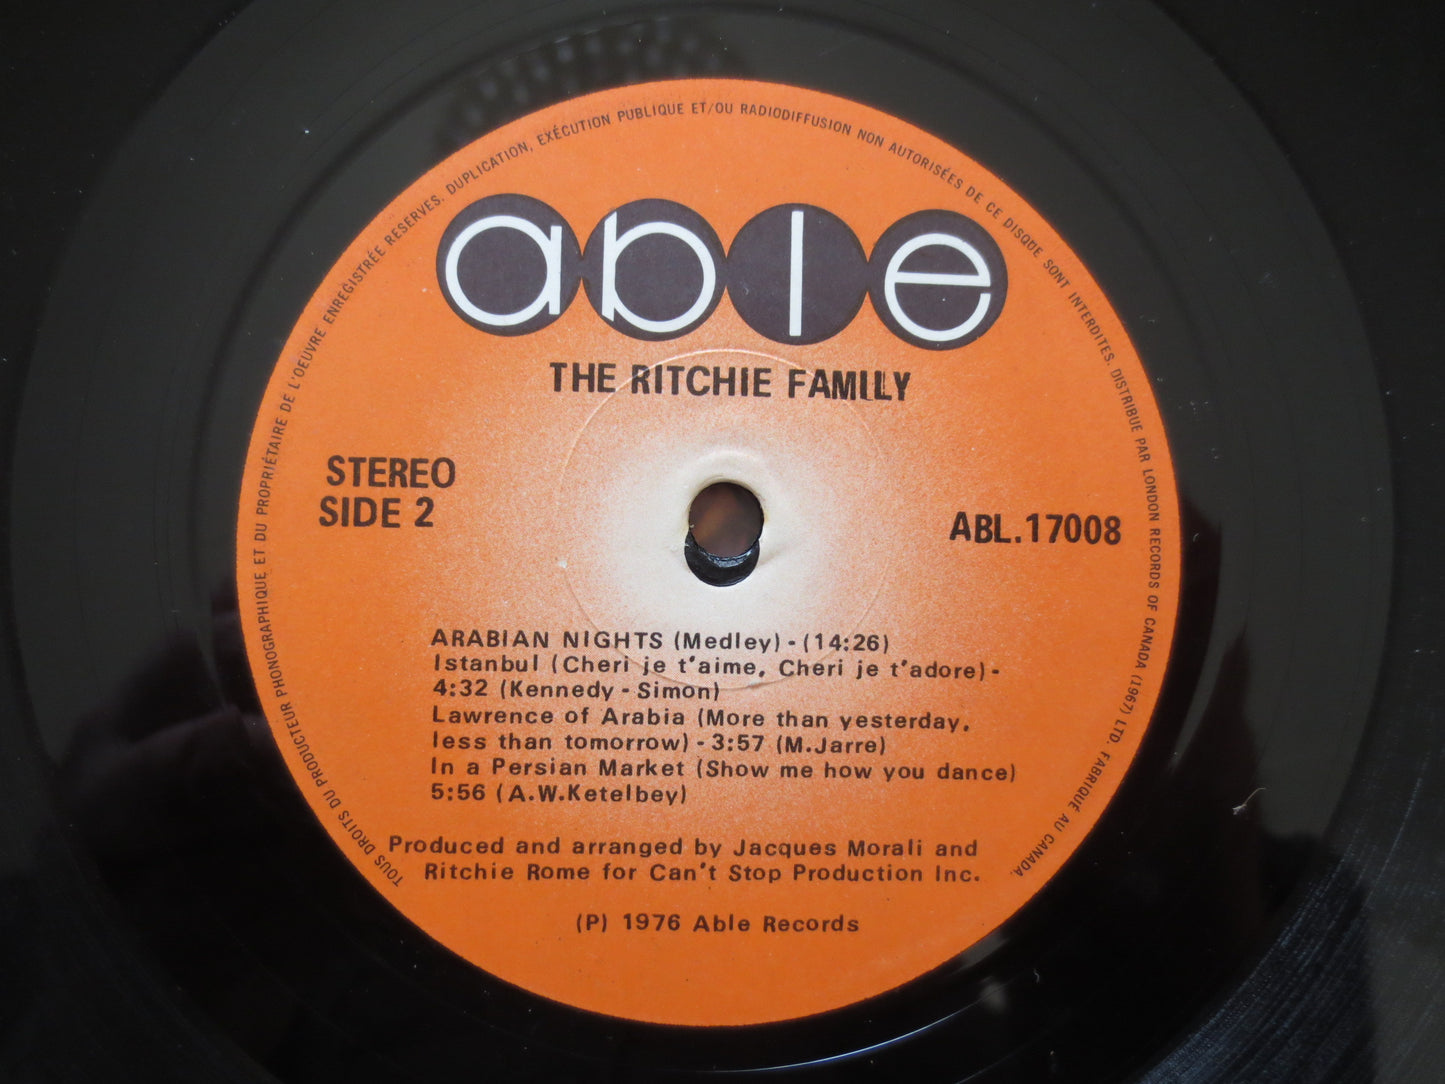 TOUS DROITS DU PRODUCTEUR PHONOGRAPHIQUE ET DU PROPRIÉTAIRE DE L'OEUVRE ENREGISTRÉE RESERVES. DUPLICATION, EXÉCUTION PUBLIQUE ET/OU RADIODIFFUSION NON AUTORISÉES DE CE DISQUE SONT INTERDITES. DISTRIBUE PAR LONDON RECORDS OF CANADA (1967) LTD. FABRIQUÉ AU CANADA.
able
THE RITCHIE FAMILY
STEREO
SIDE 2
ABL.17008
ARABIAN NIGHTS (Medley) - (14:26)
Istanbul (Cheri je t'aime, Cheri je t'adore) -
4:32 (Kennedy - Simon)
Lawrence of Arabia (More than yesterday,
less than tomorrow) - 3:57 (M.Jarre)
In a Persian Market (Show me how you dance)
5:56 (A.W.Ketelbey)
Produced and arranged by Jacques Morali and
Ritchie Rome for Can't Stop Production Inc.
(P) 1976 Able Records